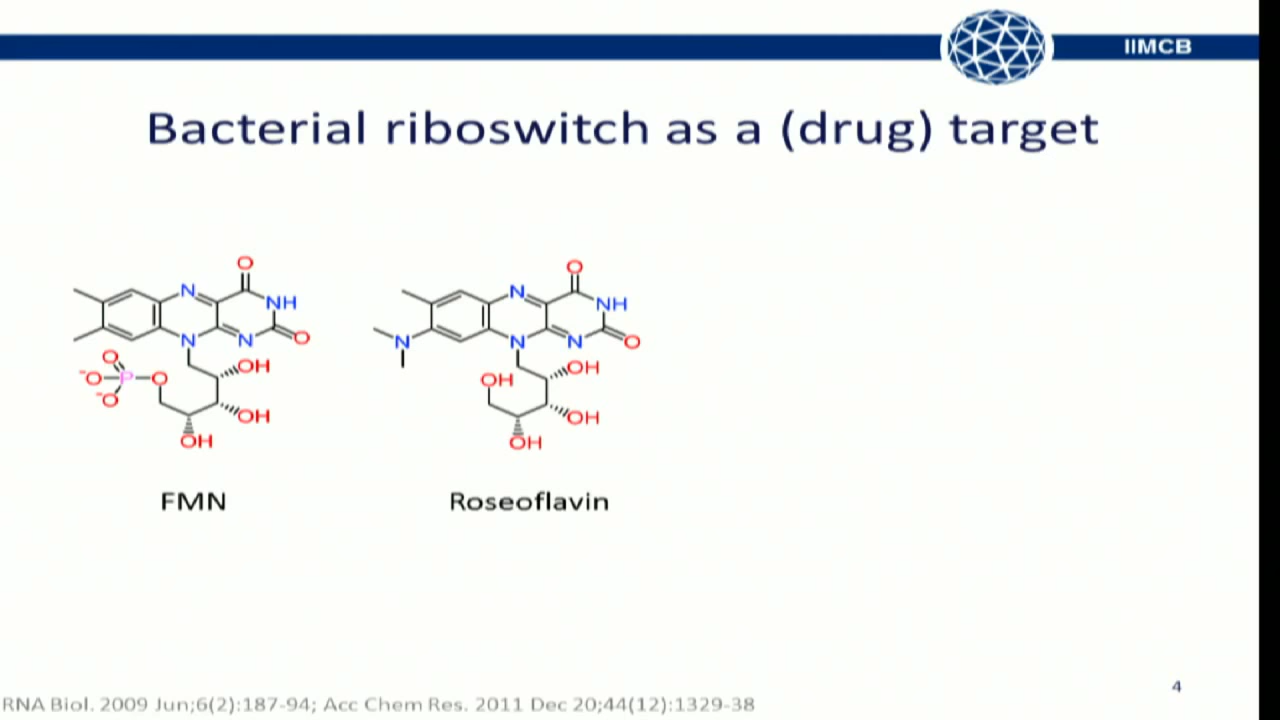 IIMCB
Bacterial riboswitch as a (drug) target
O
N
NH
N
N
O
O
⁻O
P
O
⁻O
OH
OH
OH
O
N
NH
N
N
N
O
OH
OH
OH
OH
FMN
Roseoflavin
4
RNA Biol. 2009 Jun;6(2):187-94; Acc Chem Res. 2011 Dec 20;44(12):1329-38